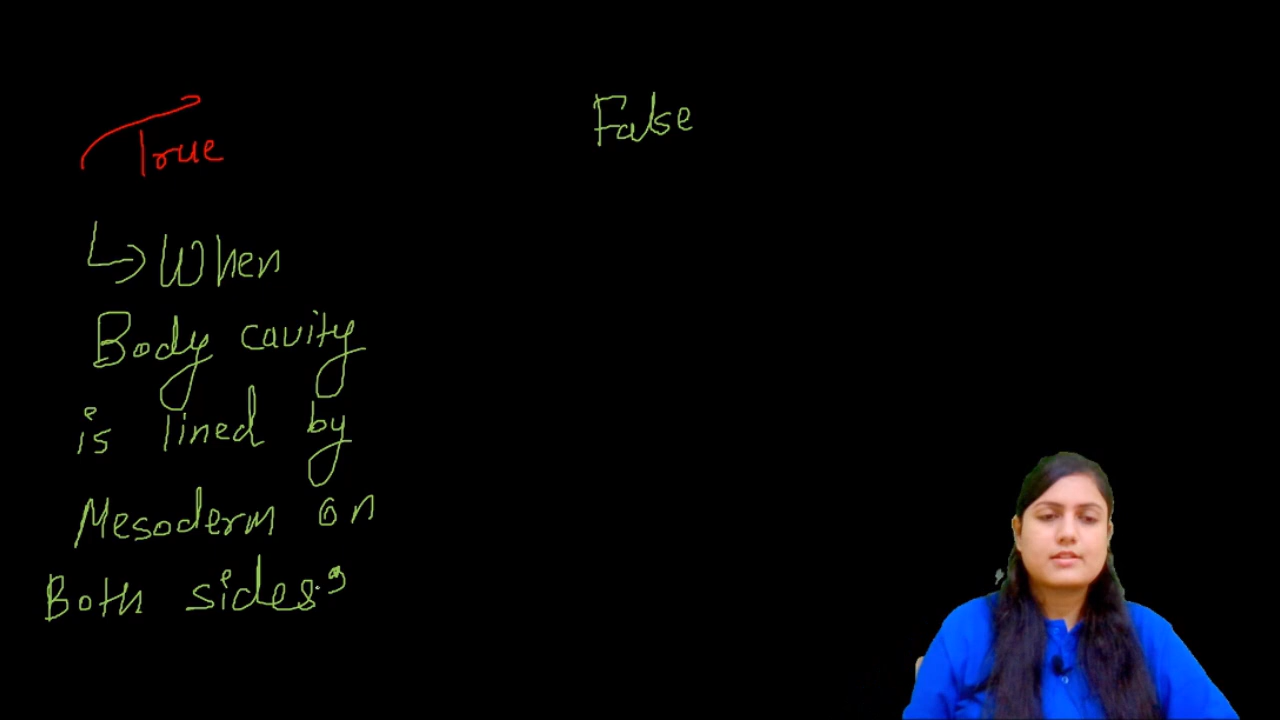 True
False
↳ When
Body cavity
is lined by
Mesoderm on
Both sides.